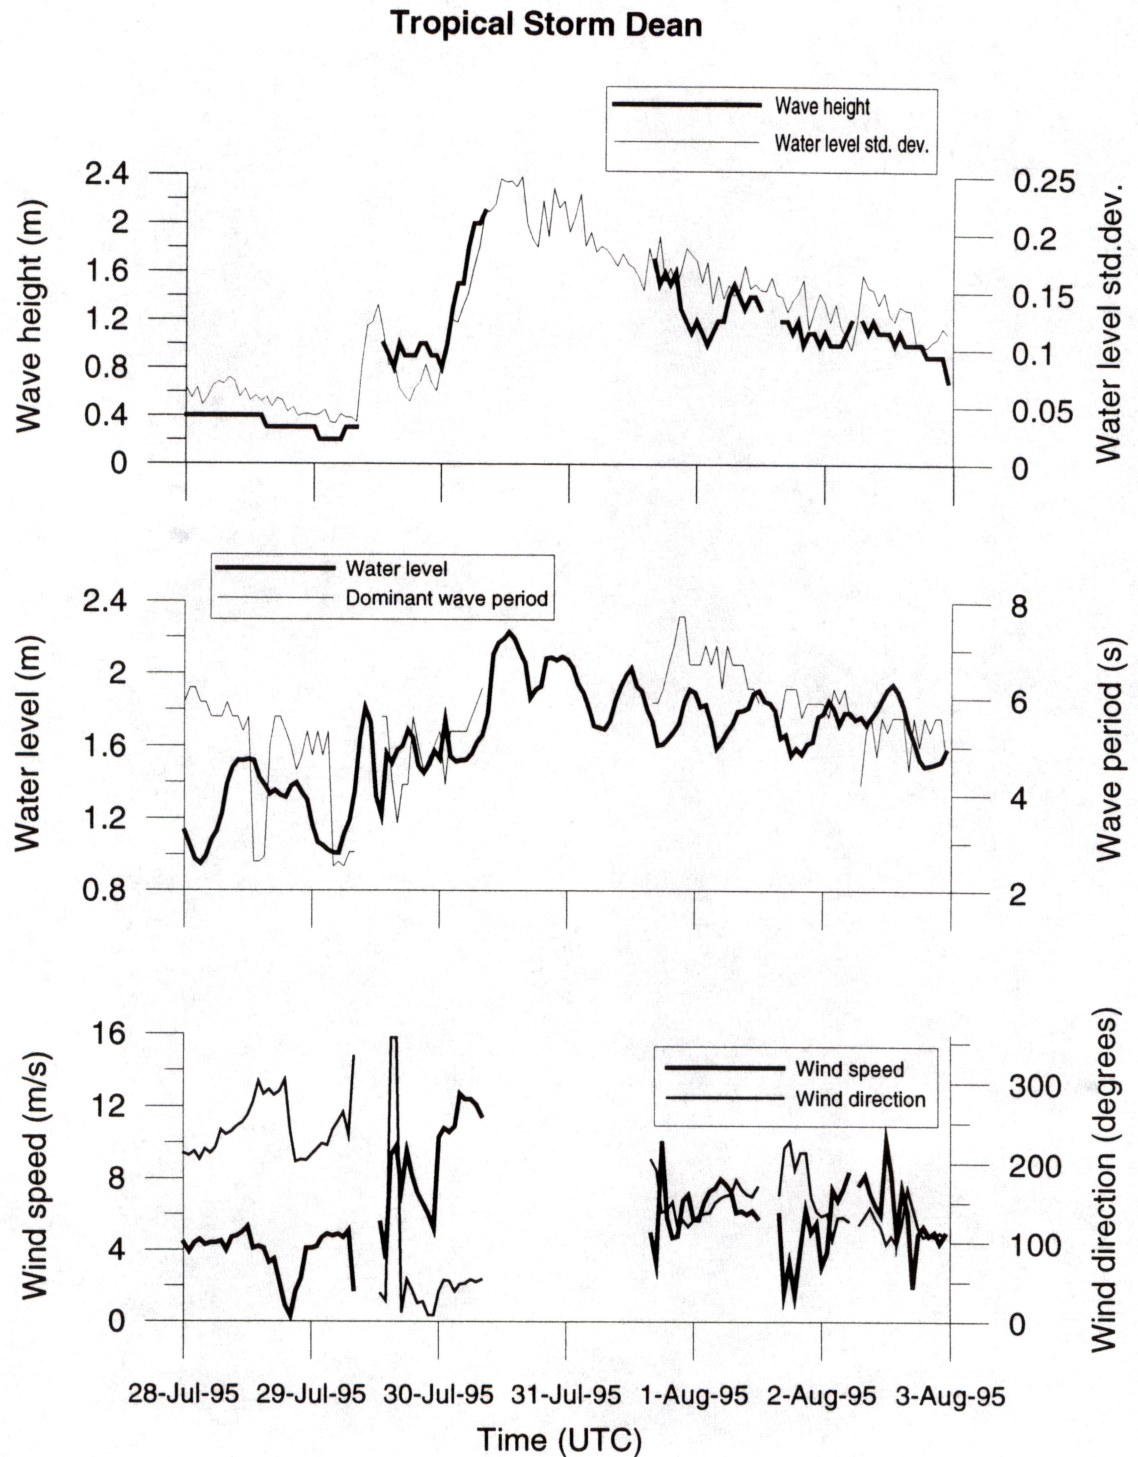 Tropical Storm Dean
Wave height
Water level std. dev.
2.4
2
1.6
1.2
0.8
0.4
0
Wave height (m)
0.25
0.2
0.15
0.1
0.05
0
Water level std.dev.
Water level
Dominant wave period
2.4
2
1.6
1.2
0.8
Water level (m)
8
6
4
2
Wave period (s)
16
12
8
4
0
Wind speed (m/s)
Wind speed
Wind direction
300
200
100
0
Wind direction (degrees)
28-Jul-95 29-Jul-95 30-Jul-95 31-Jul-95 1-Aug-95 2-Aug-95 3-Aug-95
Time (UTC)